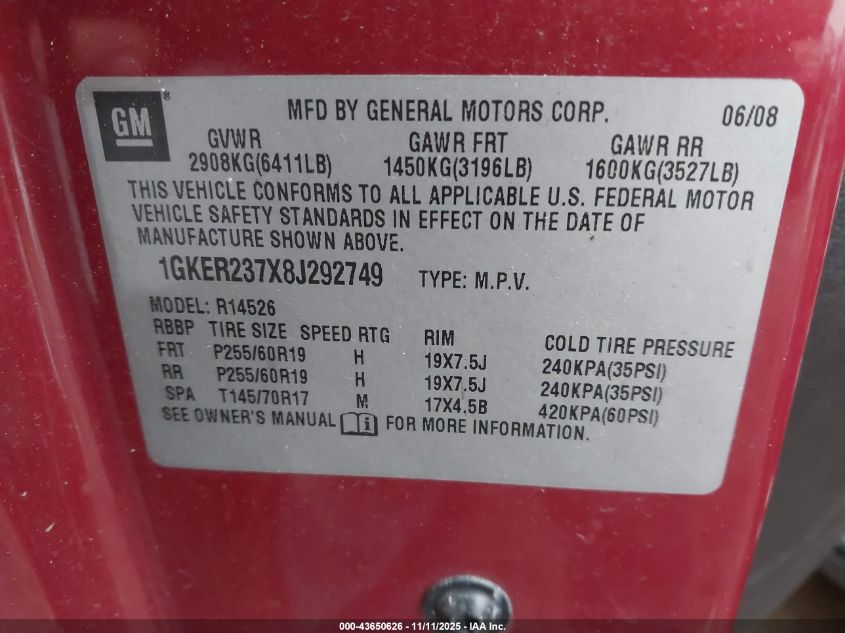 GM®
MFD BY GENERAL MOTORS CORP. 06/08
GVWR GAWR FRT GAWR RR
2908KG(6411LB) 1450KG(3196LB) 1600KG(3527LB)
THIS VEHICLE CONFORMS TO ALL APPLICABLE U.S. FEDERAL MOTOR
VEHICLE SAFETY STANDARDS IN EFFECT ON THE DATE OF
MANUFACTURE SHOWN ABOVE.
1GKER237X8J292749 TYPE: M.P.V.
MODEL: R14526
RBBP TIRE SIZE SPEED RTG RIM COLD TIRE PRESSURE
FRT P255/60R19 H 19X7.5J 240KPA(35PSI)
RR P255/60R19 H 19X7.5J 240KPA(35PSI)
SPA T145/70R17 M 17X4.5B 420KPA(60PSI)
SEE OWNER'S MANUAL i FOR MORE INFORMATION.
000-43650626 - 11/11/2025 - IAA Inc.